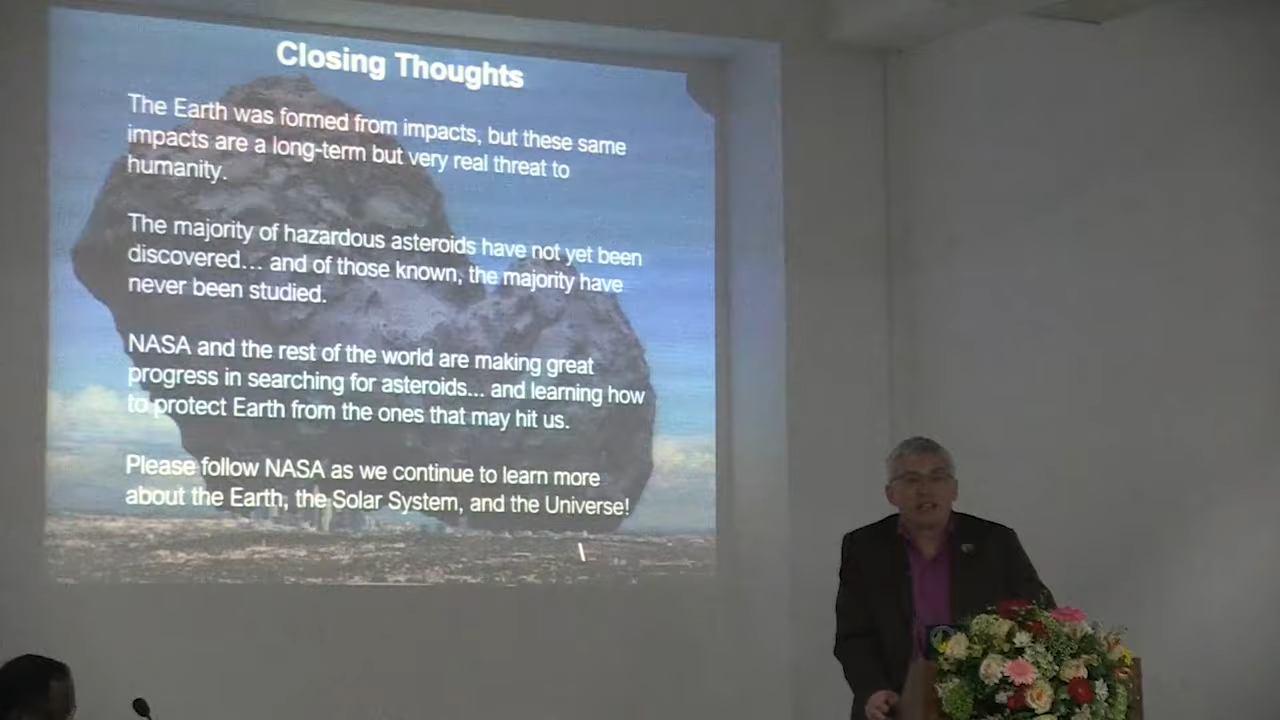 Closing Thoughts
The Earth was formed from impacts, but these same
impacts are a long-term but very real threat to
humanity.
The majority of hazardous asteroids have not yet been
discovered... and of those known, the majority have
never been studied.
NASA and the rest of the world are making great
progress in searching for asteroids... and learning how
to protect Earth from the ones that may hit us.
Please follow NASA as we continue to learn more
about the Earth, the Solar System, and the Universe!